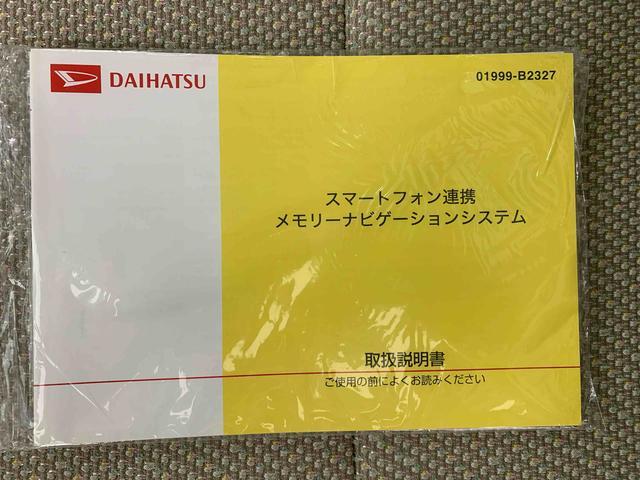 DAIHATSU
01999-B2327
スマートフォン連携
メモリーナビゲーションシステム
取扱説明書
ご使用の前によくお読みください